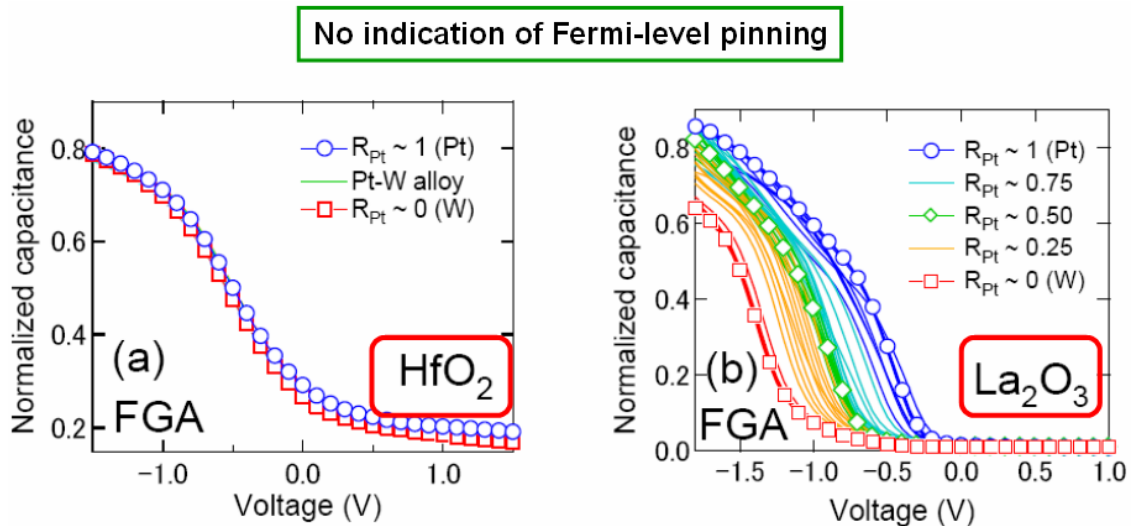 No indication of Fermi-level pinning
Normalized capacitance
0.8
0.6
0.4
0.2
R_Pt ~ 1 (Pt)
Pt-W alloy
R_Pt ~ 0 (W)
(a)
FGA
HfO₂
−1.0
0.0
1.0
Voltage (V)
Normalized capacitance
0.8
0.6
0.4
0.2
0.0
R_Pt ~ 1 (Pt)
R_Pt ~ 0.75
R_Pt ~ 0.50
R_Pt ~ 0.25
R_Pt ~ 0 (W)
(b)
FGA
La₂O₃
−1.5
−1.0
−0.5
0.0
0.5
1.0
Voltage (V)